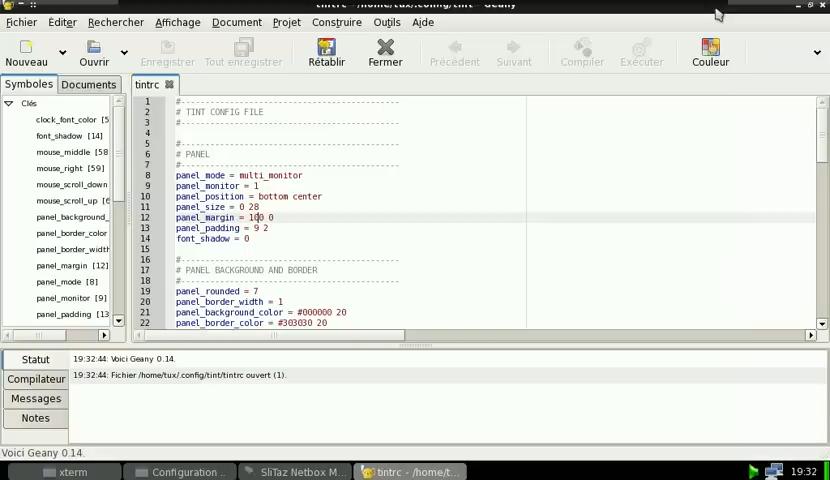 tintrc - /home/tux/.config/tint - Geany
Fichier Éditer Rechercher Affichage Document Projet Construire Outils Aide
Nouveau Ouvrir Enregistrer Tout enregistrer Rétablir Fermer Précédent Suivant Compiler Exécuter Couleur
Symboles Documents tintrc
Clés
clock_font_color [5
font_shadow [14]
mouse_middle [58
mouse_right [59]
mouse_scroll_down
mouse_scroll_up [6
panel_background_
panel_border_color
panel_border_width
panel_margin [12]
panel_mode [8]
panel_monitor [9]
panel_padding [13
1 #---------------------------------------------
2 # TINT CONFIG FILE
3 #---------------------------------------------
4
5 #---------------------------------------------
6 # PANEL
7 #---------------------------------------------
8 panel_mode = multi_monitor
9 panel_monitor = 1
10 panel_position = bottom center
11 panel_size = 0 28
12 panel_margin = 100 0
13 panel_padding = 9 2
14 font_shadow = 0
15
16 #---------------------------------------------
17 # PANEL BACKGROUND AND BORDER
18 #---------------------------------------------
19 panel_rounded = 7
20 panel_border_width = 1
21 panel_background_color = #000000 20
22 panel_border_color = #303030 20
Statut
Compilateur
Messages
Notes
19:32:44: Voici Geany 0.14.
19:32:44: Fichier /home/tux/.config/tint/tintrc ouvert (1).
Voici Geany 0.14.
xterm Configuration ... SliTaz Netbox M... tintrc - /home/t... 19:32